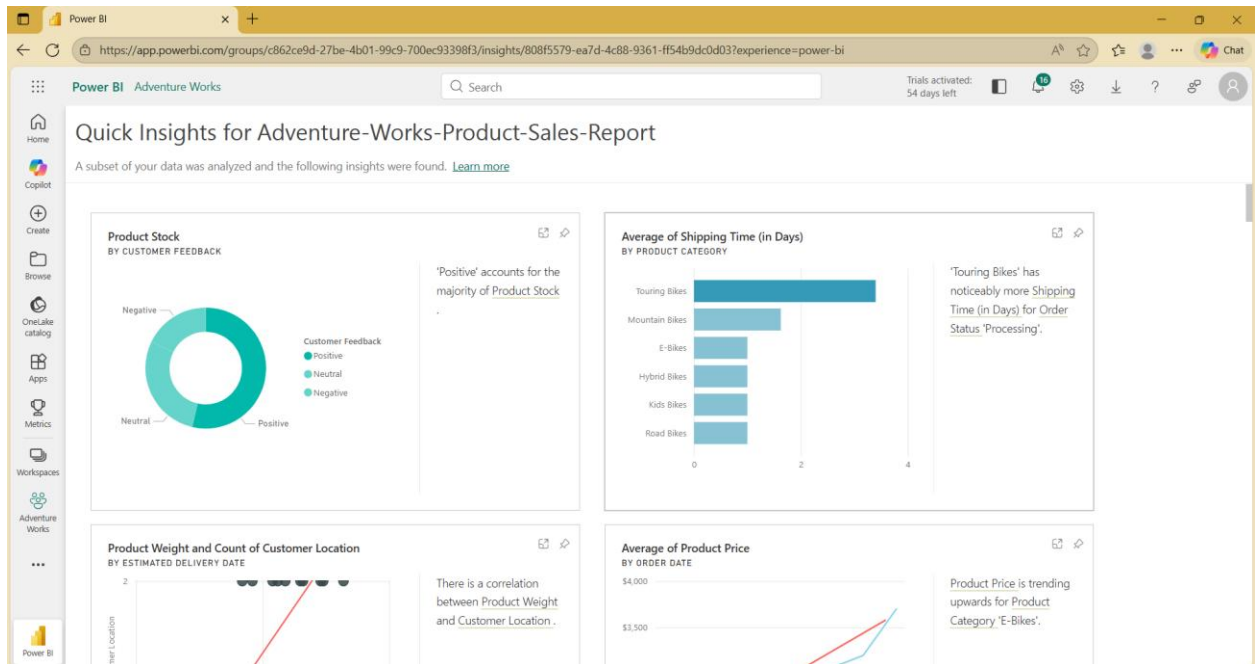 Power BI
https://app.powerbi.com/groups/c862ce9d-27be-4b01-99c9-700ec93398f3/insights/808f5579-ea7d-4c88-9361-ff54b9dc0d03?experience=power-bi
Chat
Power BI Adventure Works
Search
Trials activated:
54 days left
16
Home
Copilot
Create
Browse
OneLake
catalog
Apps
Metrics
Workspaces
Adventure
Works
Power BI
Quick Insights for Adventure-Works-Product-Sales-Report
A subset of your data was analyzed and the following insights were found. Learn more
Product Stock
BY CUSTOMER FEEDBACK
Negative
Neutral
Positive
Customer Feedback
Positive
Neutral
Negative
'Positive' accounts for the
majority of Product Stock
.
Average of Shipping Time (in Days)
BY PRODUCT CATEGORY
Touring Bikes
Mountain Bikes
E-Bikes
Hybrid Bikes
Kids Bikes
Road Bikes
0 2 4
'Touring Bikes' has
noticeably more Shipping
Time (in Days) for Order
Status 'Processing'.
Product Weight and Count of Customer Location
BY ESTIMATED DELIVERY DATE
2
Location
There is a correlation
between Product Weight
and Customer Location .
Average of Product Price
BY ORDER DATE
$4,000
$3,500
Product Price is trending
upwards for Product
Category 'E-Bikes'.